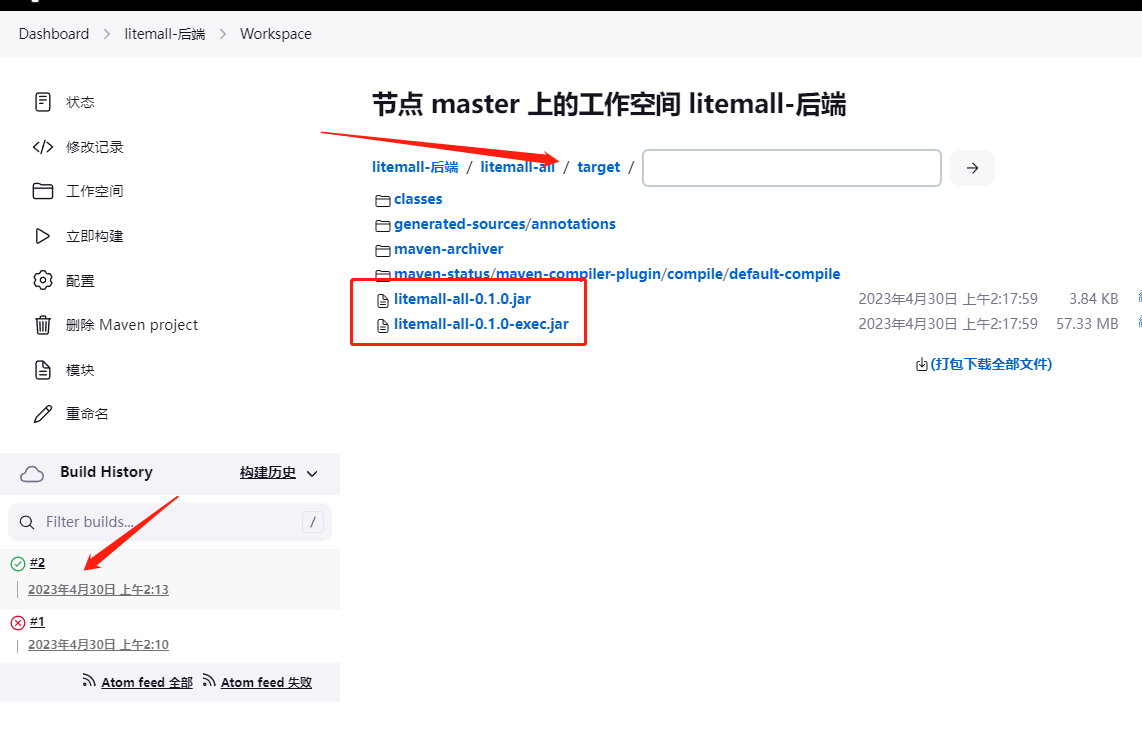 Dashboard > litemall-后端 > Workspace
状态
修改记录
工作空间
立即构建
配置
删除 Maven project
模块
重命名
Build History 构建历史
Filter builds... /
#2
2023年4月30日 上午2:13
#1
2023年4月30日 上午2:10
Atom feed 全部 Atom feed 失败
节点 master 上的工作空间 litemall-后端
litemall-后端 / litemall-all / target / →
classes
generated-sources/annotations
maven-archiver
maven-status/maven-compiler-plugin/compile/default-compile
litemall-all-0.1.0.jar 2023年4月30日 上午2:17:59 3.84 KB
litemall-all-0.1.0-exec.jar 2023年4月30日 上午2:17:59 57.33 MB
(打包下载全部文件)